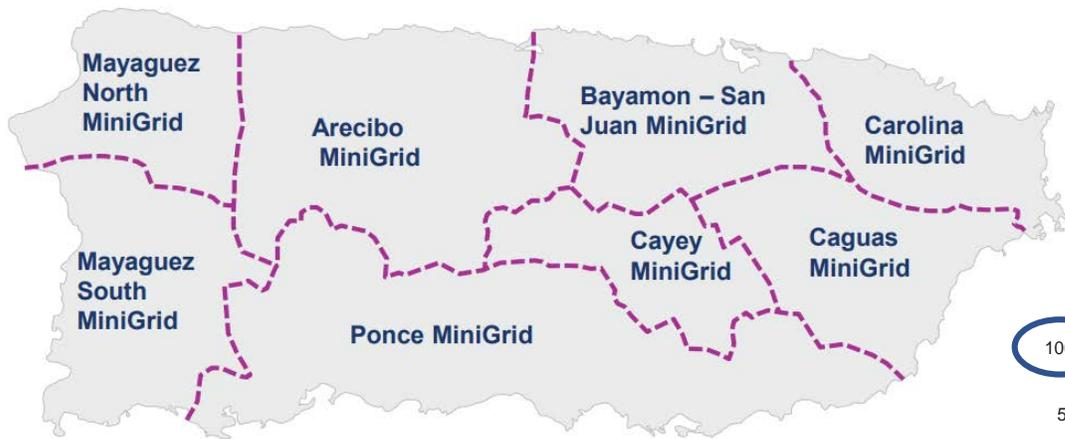 Mayaguez
North
MiniGrid
Arecibo
MiniGrid
Bayamon – San
Juan MiniGrid
Carolina
MiniGrid
Mayaguez
South
MiniGrid
Cayey
MiniGrid
Caguas
MiniGrid
Ponce MiniGrid